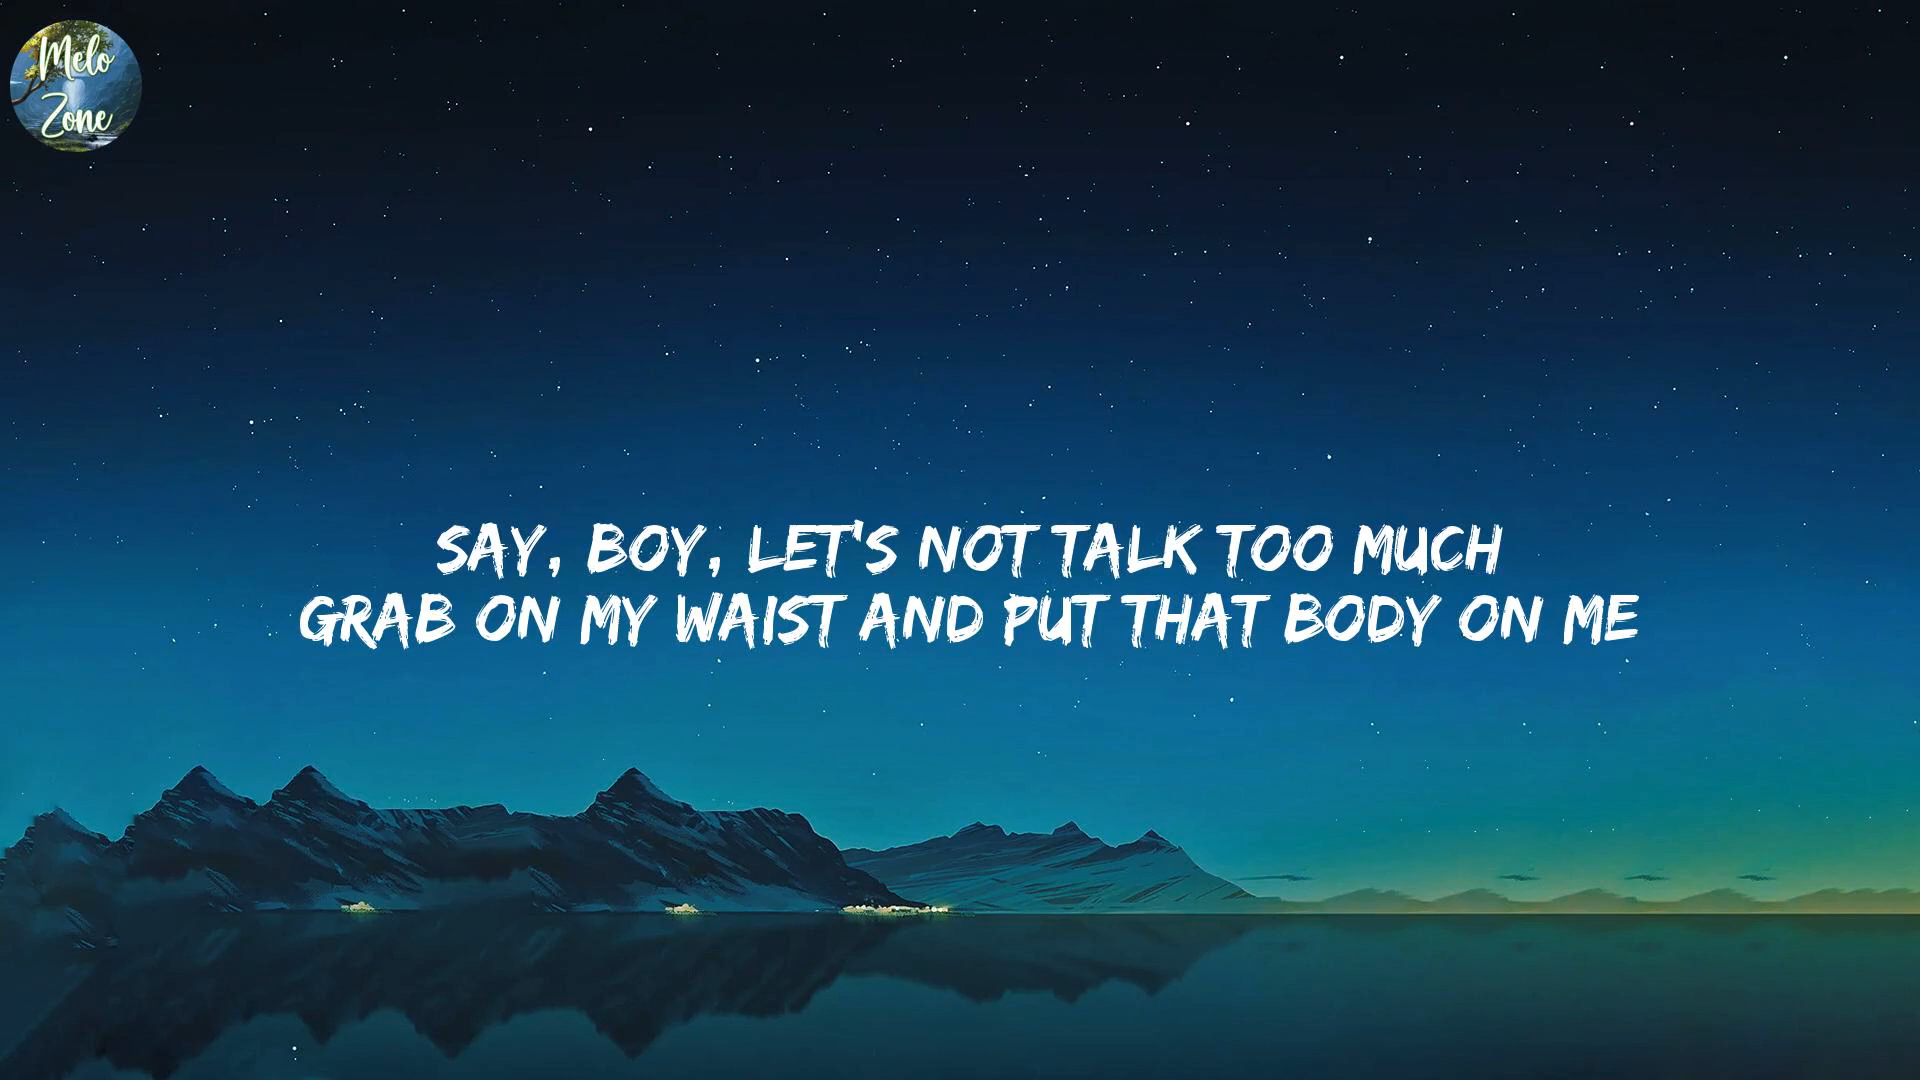 Melo
Zone
SAY, BOY, LET'S NOT TALK TOO MUCH
GRAB ON MY WAIST AND PUT THAT BODY ON ME